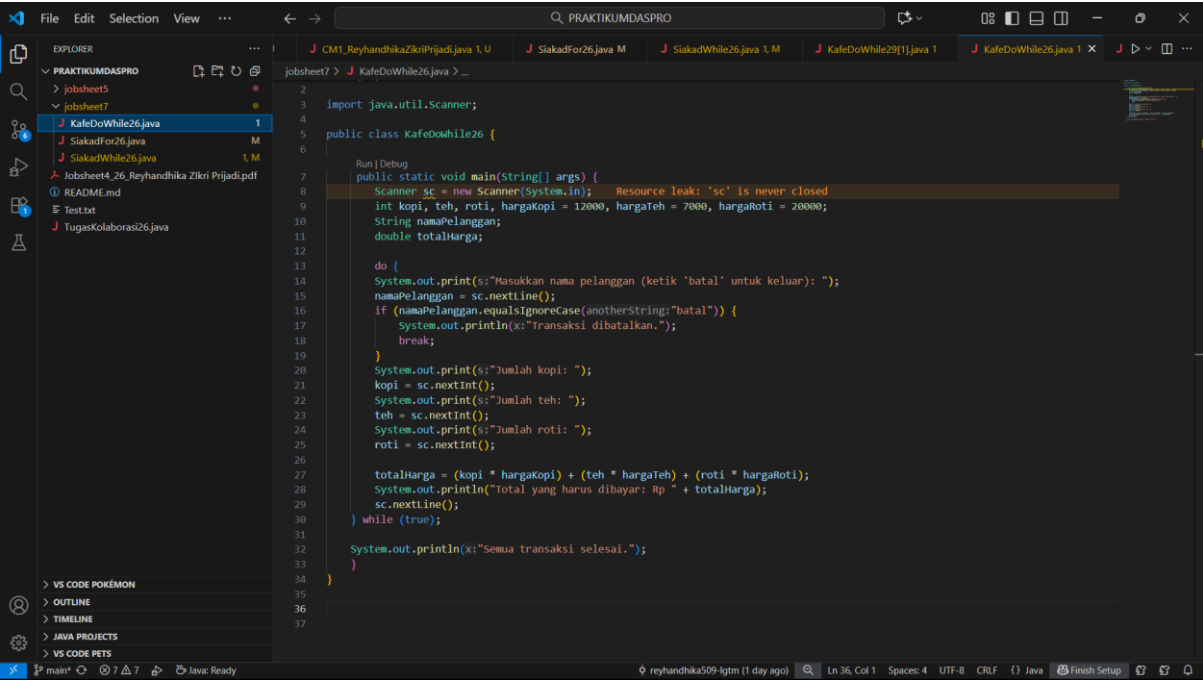 File Edit Selection View ···
PRAKTIKUMDASPRO
EXPLORER
PRAKTIKUMDASPRO
jobsheet5
jobsheet7
KafeDoWhile26.java 1
SiakadFor26.java M
SiakadWhile26.java 1, M
Jobsheet4_26_Reyhandhika ZIkri Prijadi.pdf
README.md
Test.txt
TugasKolaborasi26.java
VS CODE POKÉMON
OUTLINE
TIMELINE
JAVA PROJECTS
VS CODE PETS
CM1_ReyhandhikaZikriPrijadi.java 1, U
SiakadFor26.java M
SiakadWhile26.java 1, M
KafeDoWhile29[1].java 1
KafeDoWhile26.java 1
jobsheet7 > KafeDoWhile26.java > ...
2
3 import java.util.Scanner;
4
5 public class KafeDoWhile26 {
6
Run | Debug
7 public static void main(String[] args) {
8 Scanner sc = new Scanner(System.in); Resource leak: 'sc' is never closed
9 int kopi, teh, roti, hargaKopi = 12000, hargaTeh = 7000, hargaRoti = 20000;
10 String namaPelanggan;
11 double totalHarga;
12
13 do {
14 System.out.print(s:"Masukkan nama pelanggan (ketik 'batal' untuk keluar): ");
15 namaPelanggan = sc.nextLine();
16 if (namaPelanggan.equalsIgnoreCase(anotherString:"batal")) {
17 System.out.println(x:"Transaksi dibatalkan.");
18 break;
19 }
20 System.out.print(s:"Jumlah kopi: ");
21 kopi = sc.nextInt();
22 System.out.print(s:"Jumlah teh: ");
23 teh = sc.nextInt();
24 System.out.print(s:"Jumlah roti: ");
25 roti = sc.nextInt();
26
27 totalHarga = (kopi * hargaKopi) + (teh * hargaTeh) + (roti * hargaRoti);
28 System.out.println("Total yang harus dibayar: Rp " + totalHarga);
29 sc.nextLine();
30 } while (true);
31
32 System.out.println(x:"Semua transaksi selesai.");
33 }
34 }
35
36
37
main* 7 7 Java: Ready reyhandhika509-lgtm (1 day ago) Ln 36, Col 1 Spaces: 4 UTF-8 CRLF {} Java Finish Setup